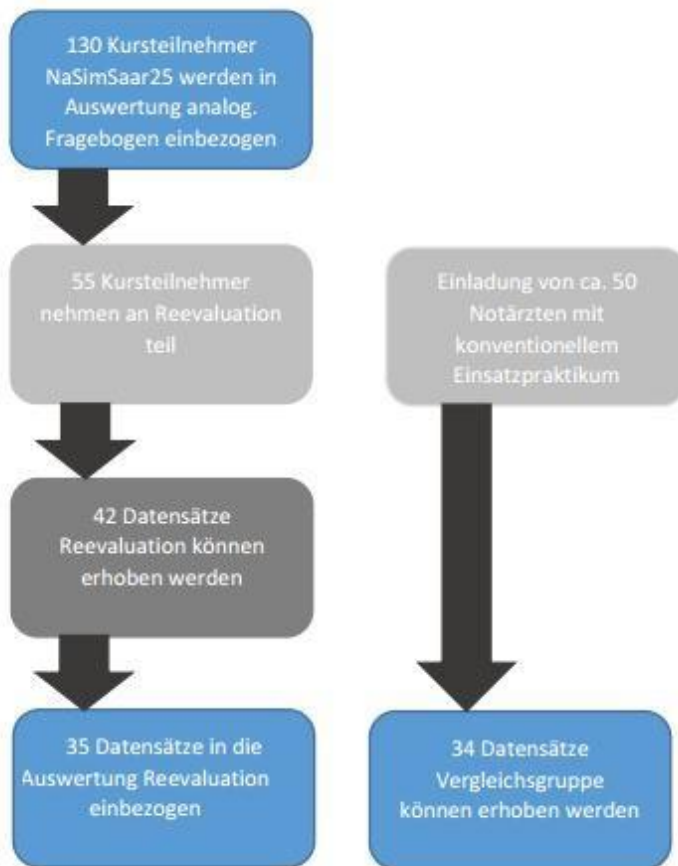 130 Kursteilnehmer
NaSimSaar25 werden in
Auswertung analog.
Fragebogen einbezogen
55 Kursteilnehmer
nehmen an Reevaluation
teil
Einladung von ca. 50
Notärzten mit
konventionellem
Einsatzpraktikum
42 Datensätze
Reevaluation können
erhoben werden
35 Datensätze in die
Auswertung Reevaluation
einbezogen
34 Datensätze
Vergleichsgruppe
können erhoben werden